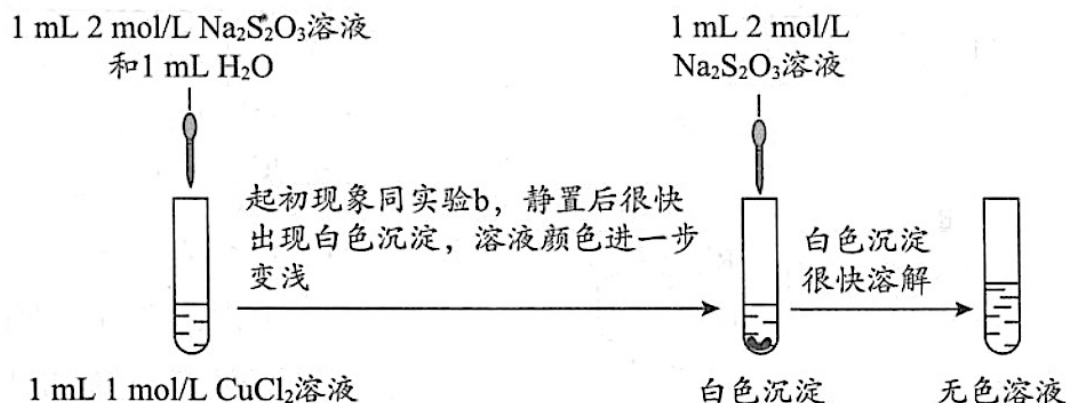 1 mL 2 mol/L Na₂S₂O₃溶液
和1 mL H₂O
1 mL 2 mol/L
Na₂S₂O₃溶液
起初现象同实验b，静置后很快
出现白色沉淀，溶液颜色进一步
变浅
白色沉淀
很快溶解
1 mL 1 mol/L CuCl₂溶液
白色沉淀
无色溶液